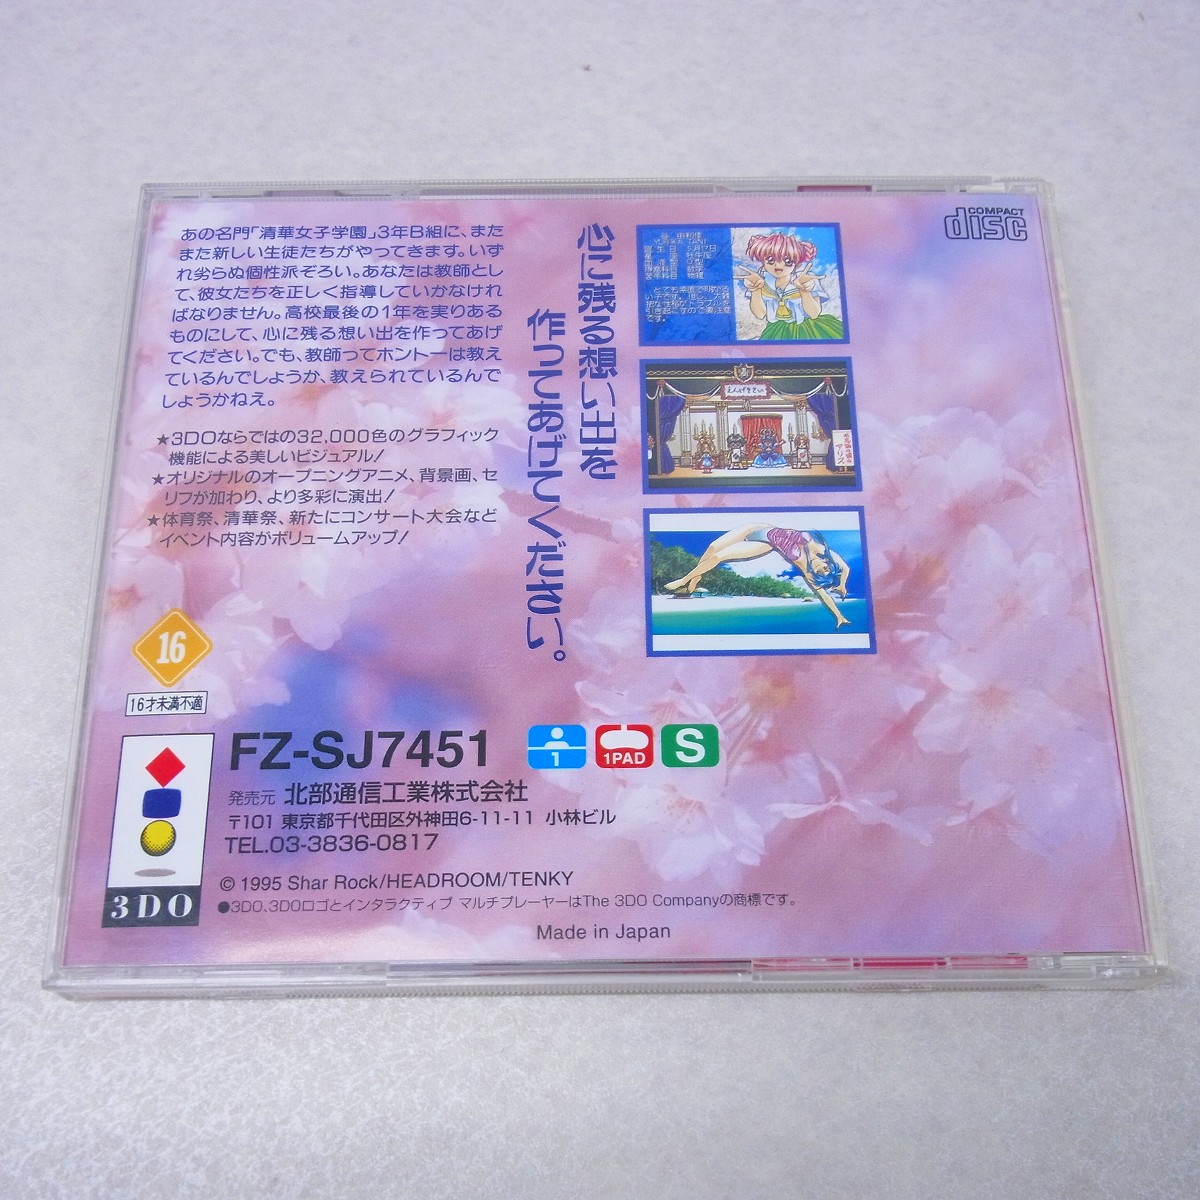 あの名門「清華女子学園」3年B組に、また
また新しい生徒たちがやってきます。いず
れ劣らぬ個性派ぞろい。あなたは教師とし
て、彼女たちを正しく指導していかなけれ
ばなりません。高校最後の1年を実りある
ものにして、心に残る想い出を作ってあげ
てください。でも、教師ってホントーは教え
ているんでしょうか、教えられているんで
しょうかねえ。
★3DOならではの32,000色のグラフィック
機能による美しいビジュアル!
★オリジナルのオープニングアニメ、背景画、セ
リフが加わり、より多彩に演出!
★体育祭、清華祭、新たにコンサート大会など
イベント内容がボリュームアップ!
心に残る想い出を
作ってあげてください。
COMPACT
disc
えんげきさい
16
16才未満不適
FZ-SJ7451
1
1PAD
S
発売元 北部通信工業株式会社
〒101 東京都千代田区外神田6-11-11 小林ビル
TEL.03-3836-0817
© 1995 Shar Rock/HEADROOM/TENKY
●3DO、3DOロゴとインタラクティブ マルチプレーヤーはThe 3DO Companyの商標です。
Made in Japan
3DO